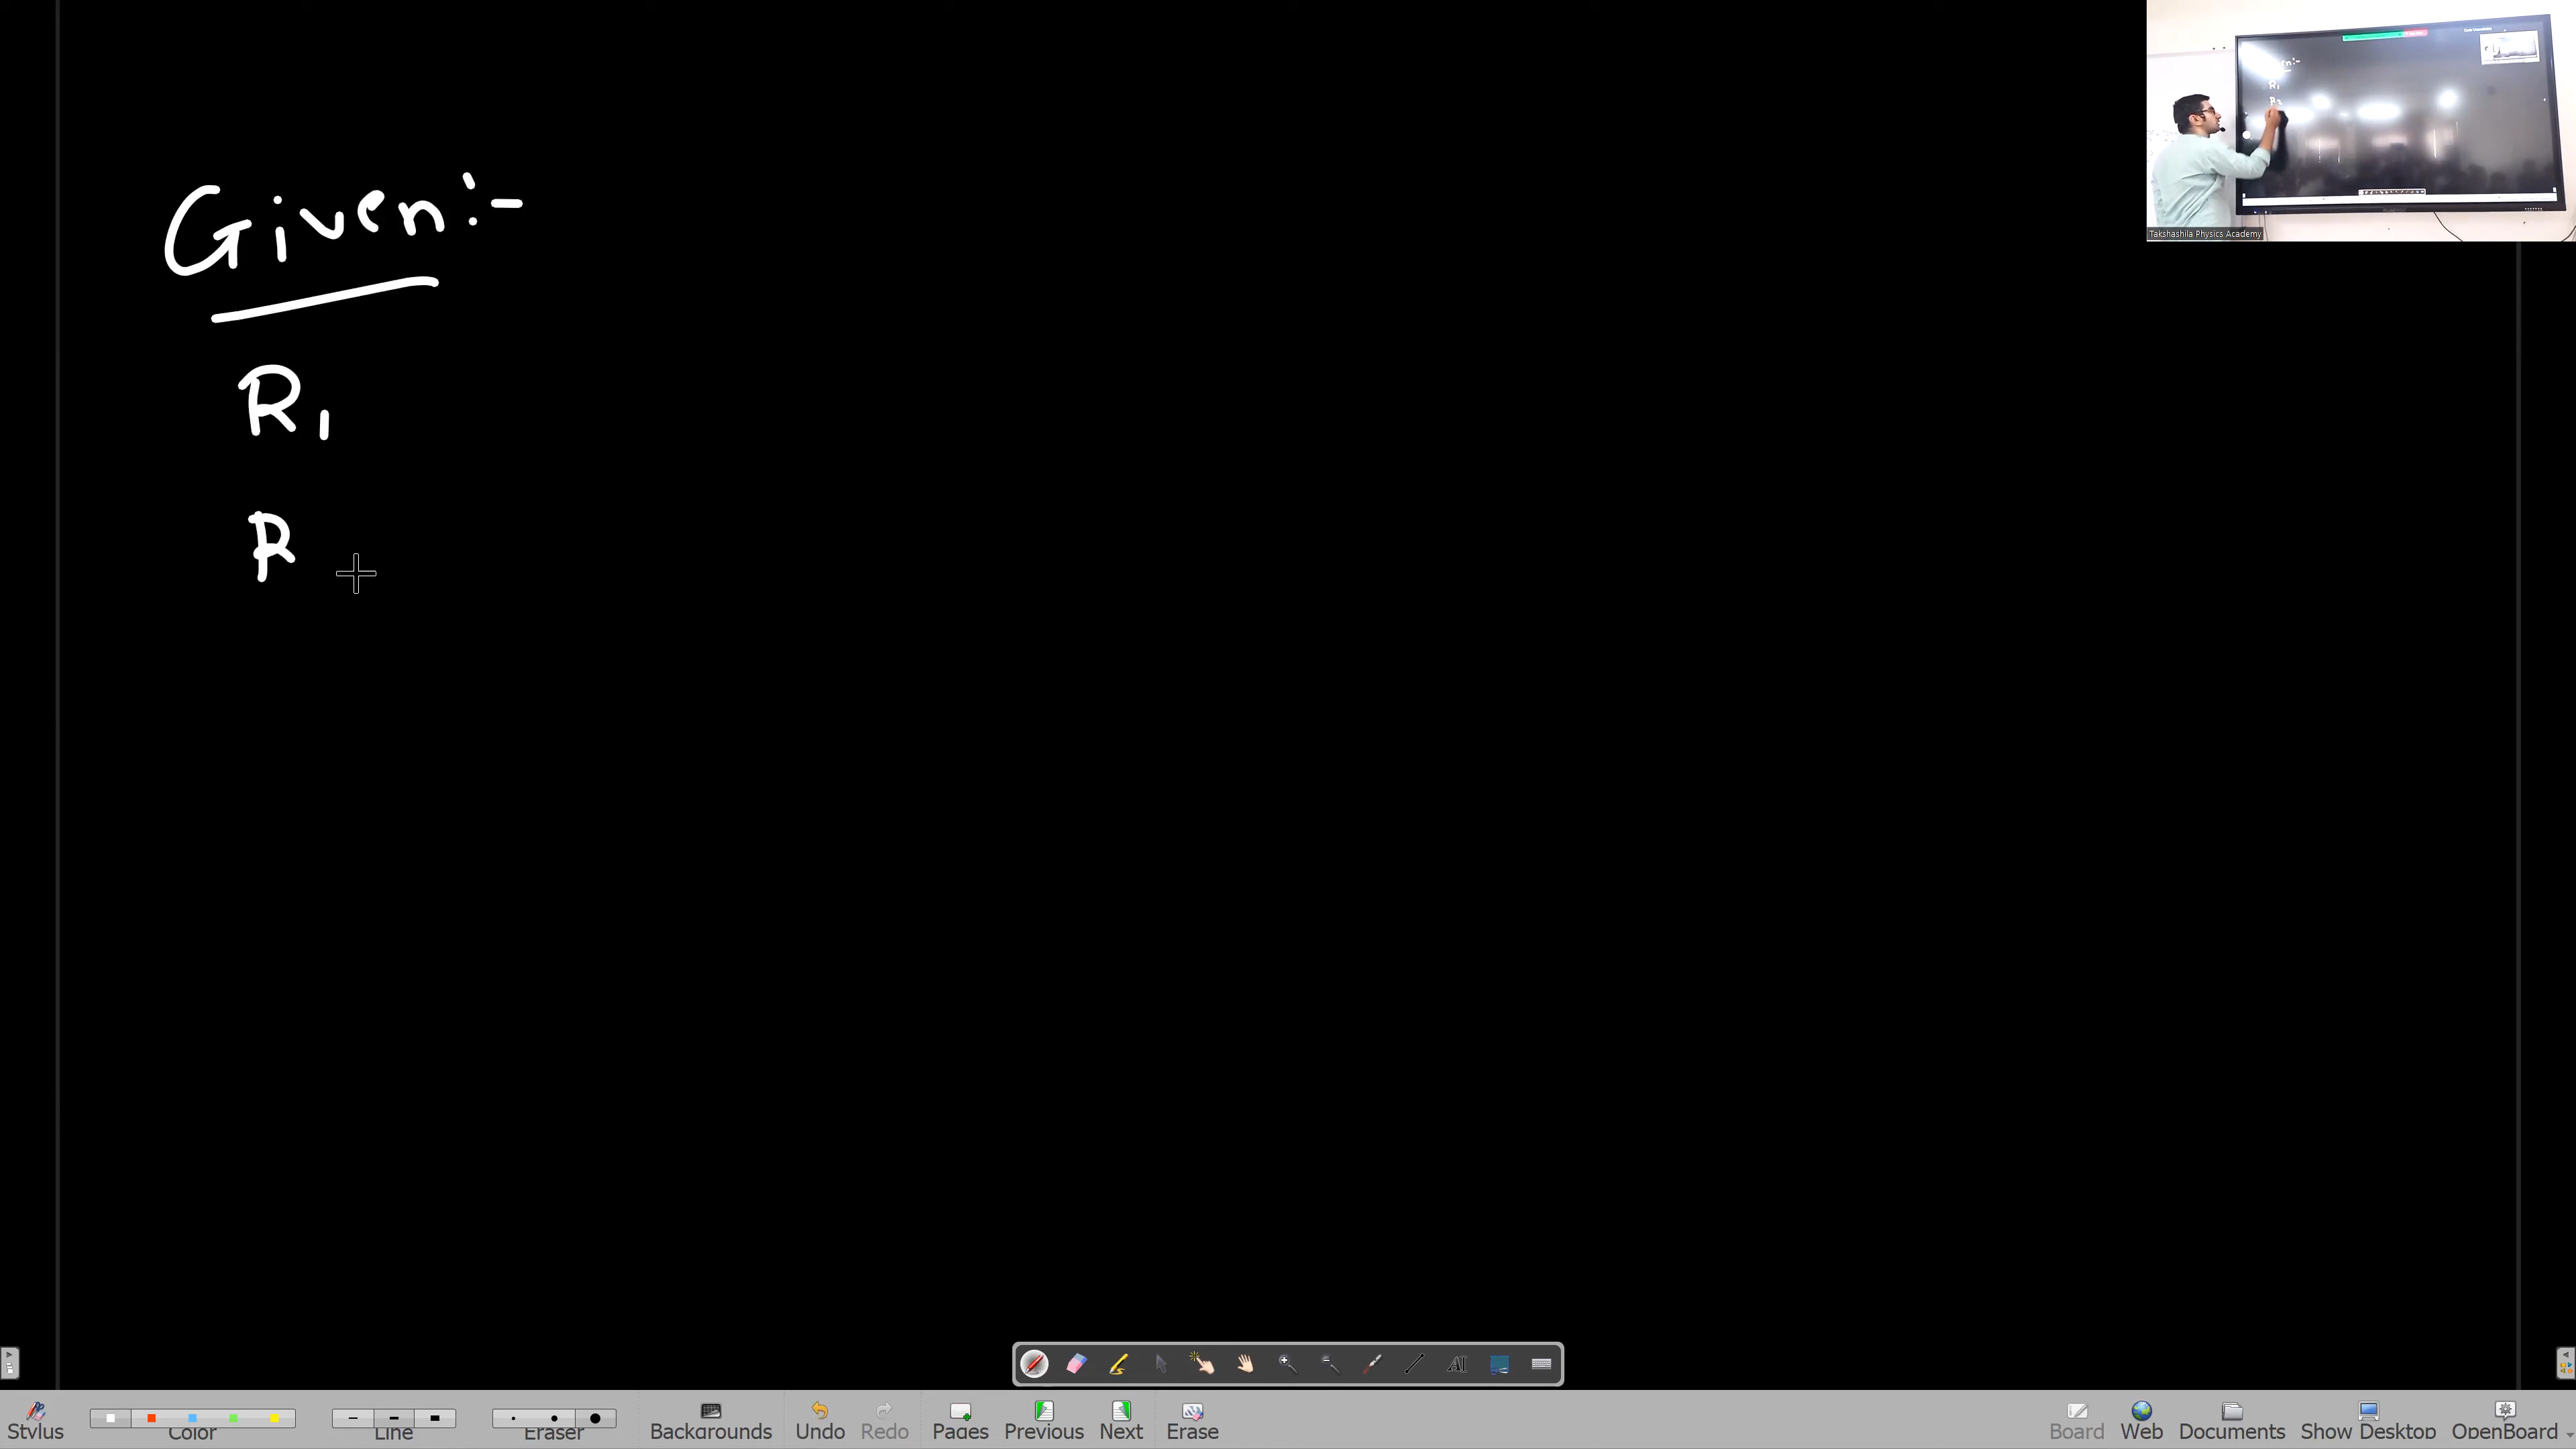 Given:-
R1
R
Takshashila Physics Academy
Stylus Color Line Eraser Backgrounds Undo Redo Pages Previous Next Erase Board Web Documents Show Desktop OpenBoard